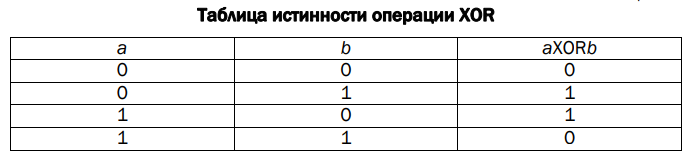 Таблица истинности операции XOR
a b aXORb
0 0 0
0 1 1
1 0 1
1 1 0